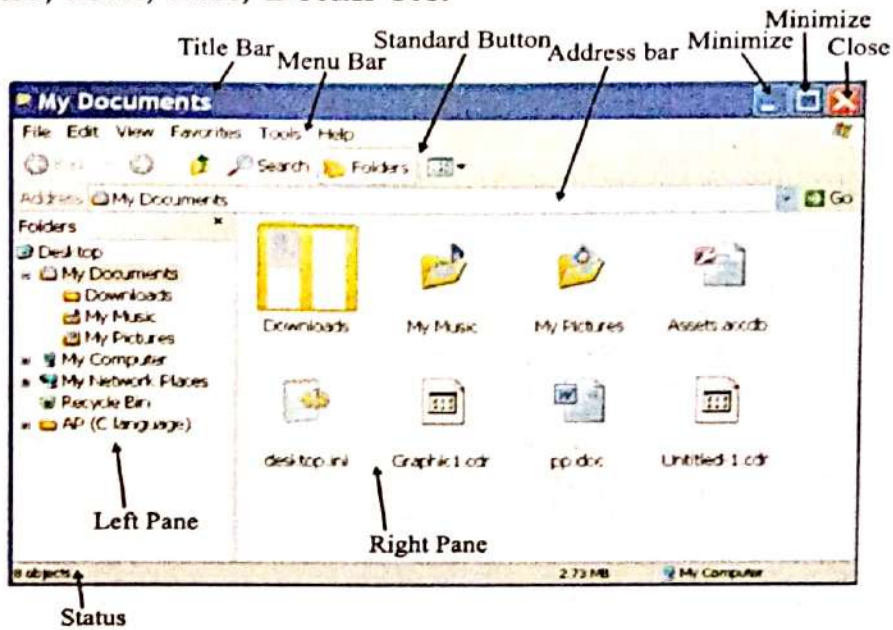 Minimize
Title Bar Menu Bar Standard Button Address bar Minimize Close
My Documents
File Edit View Favorites Tools Help
Search Folders
Address My Documents Go
Folders ×
Desktop
My Documents
Downloads
My Music
My Pictures
My Computer
My Network Places
Recycle Bin
AP (C language)
Downloads My Music My Pictures Assets.accdb
desktop.ini Graphic1.cdr pp.doc Untitled-1.cdr
Left Pane
Right Pane
8 objects 2.73 MB My Computer
Status